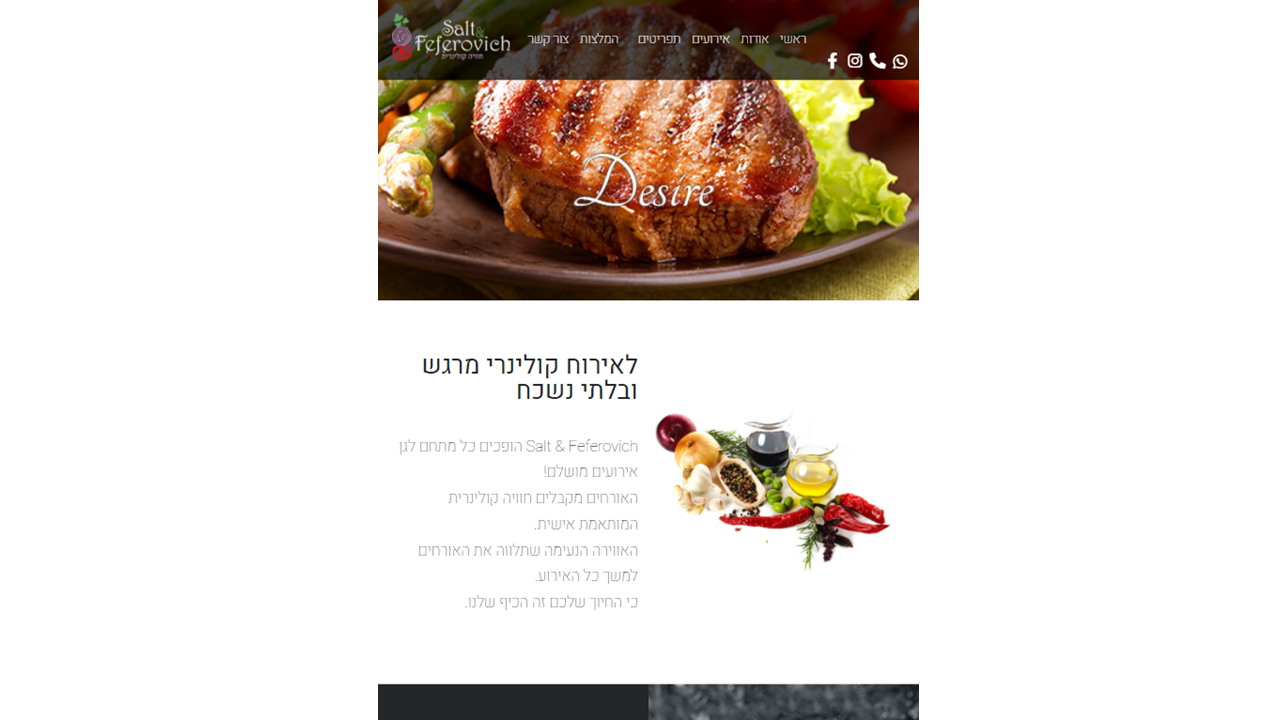 Salt&
Feferovich
חוויה קולינרית
ראשי אודות אירועים תפריטים המלצות צור קשר
Desire
לאירוח קולינרי מרגש
ובלתי נשכח
Salt & Feferovich הופכים כל מתחם לגן
אירועים מושלם!
האורחים מקבלים חוויה קולינרית
המותאמת אישית.
האווירה הנעימה שתלווה את האורחים
למשך כל האירוע.
כי החיוך שלכם זה הכיף שלנו.